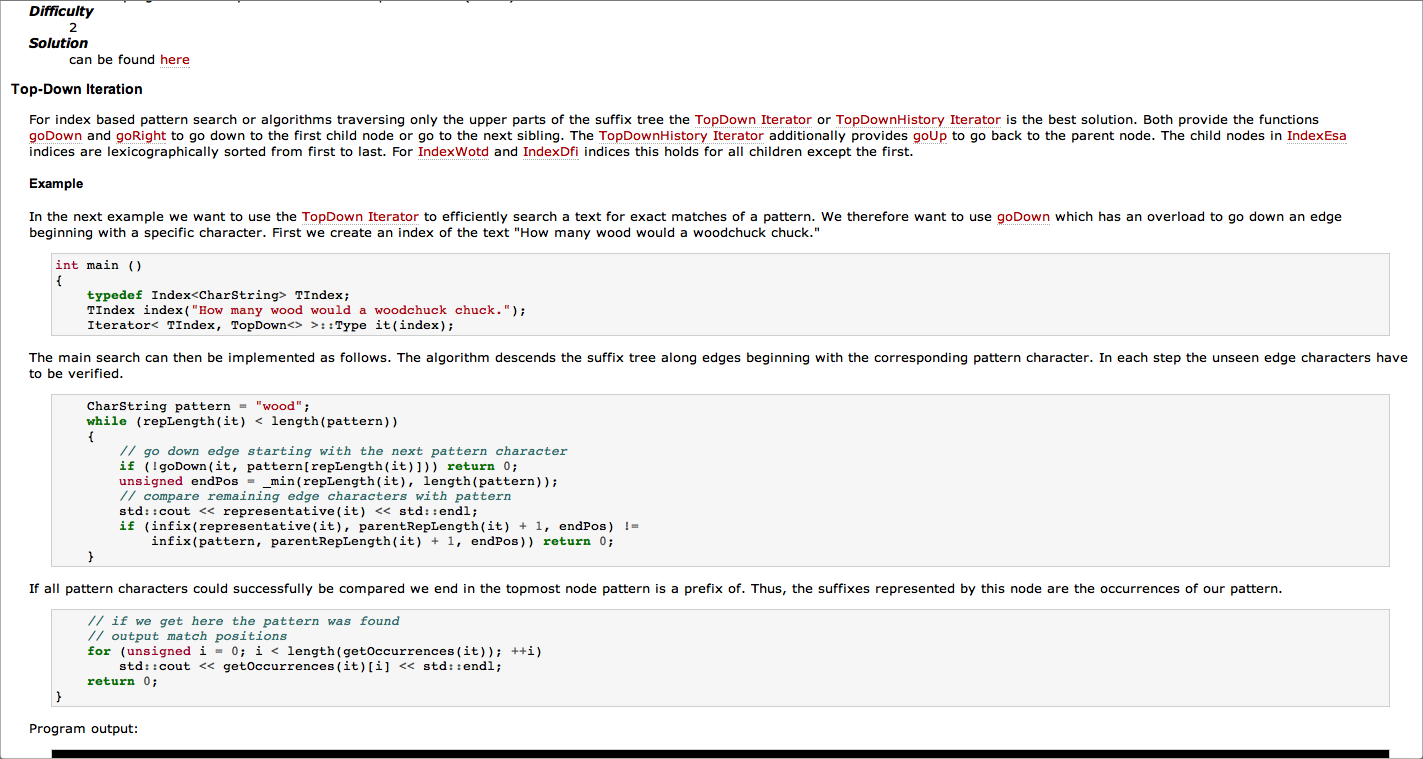 Difficulty
2
Solution
can be found here
Top-Down Iteration
For index based pattern search or algorithms traversing only the upper parts of the suffix tree the TopDown Iterator or TopDownHistory Iterator is the best solution. Both provide the functions
goDown and goRight to go down to the first child node or go to the next sibling. The TopDownHistory Iterator additionally provides goUp to go back to the parent node. The child nodes in IndexEsa
indices are lexicographically sorted from first to last. For IndexWotd and IndexDfi indices this holds for all children except the first.
Example
In the next example we want to use the TopDown Iterator to efficiently search a text for exact matches of a pattern. We therefore want to use goDown which has an overload to go down an edge
beginning with a specific character. First we create an index of the text "How many wood would a woodchuck chuck."
int main ()
{
    typedef Index<CharString> TIndex;
    TIndex index("How many wood would a woodchuck chuck.");
    Iterator< TIndex, TopDown<> >::Type it(index);
The main search can then be implemented as follows. The algorithm descends the suffix tree along edges beginning with the corresponding pattern character. In each step the unseen edge characters have
to be verified.
    CharString pattern = "wood";
    while (repLength(it) < length(pattern))
    {
        // go down edge starting with the next pattern character
        if (!goDown(it, pattern[repLength(it)])) return 0;
        unsigned endPos = _min(repLength(it), length(pattern));
        // compare remaining edge characters with pattern
        std::cout << representative(it) << std::endl;
        if (infix(representative(it), parentRepLength(it) + 1, endPos) !=
            infix(pattern, parentRepLength(it) + 1, endPos)) return 0;
    }
If all pattern characters could successfully be compared we end in the topmost node pattern is a prefix of. Thus, the suffixes represented by this node are the occurrences of our pattern.
    // if we get here the pattern was found
    // output match positions
    for (unsigned i = 0; i < length(getOccurrences(it)); ++i)
        std::cout << getOccurrences(it)[i] << std::endl;
    return 0;
}
Program output: